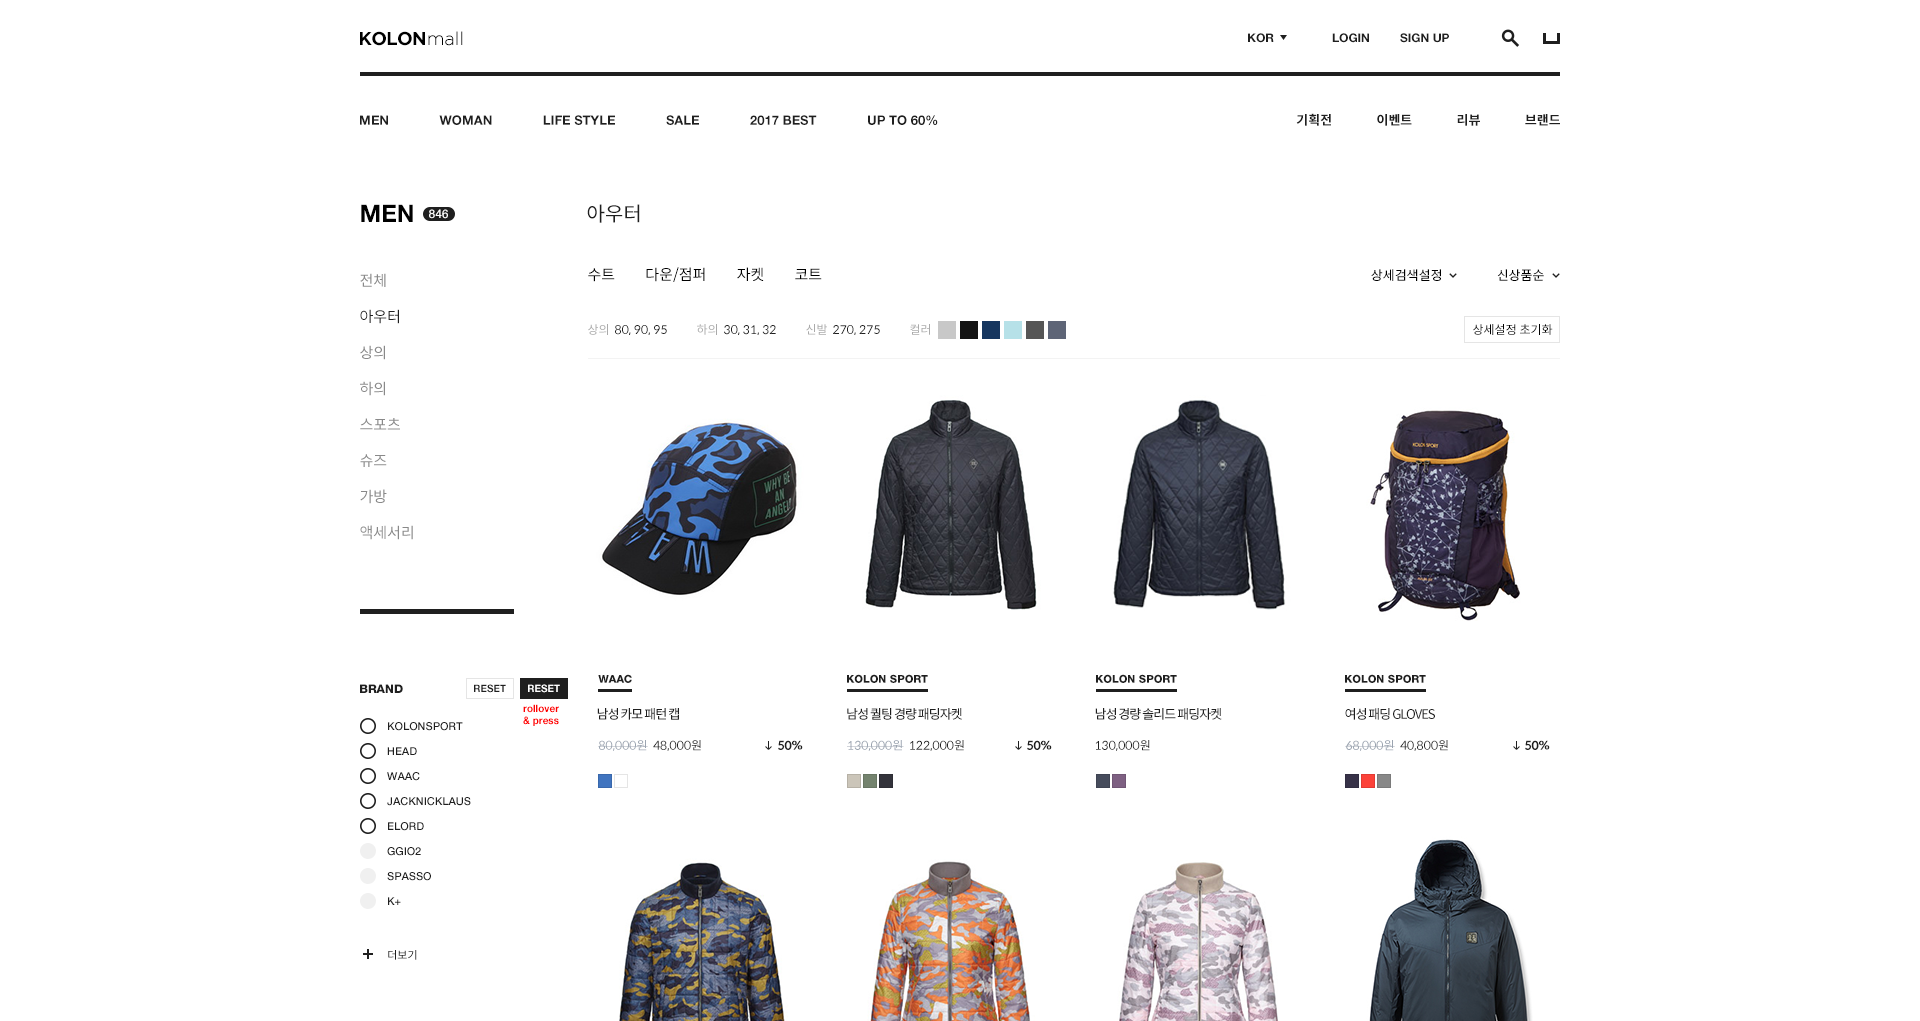 KOLONmall
KOR LOGIN SIGN UP
MEN WOMAN LIFE STYLE SALE 2017 BEST UP TO 60% 기획전 이벤트 리뷰 브랜드
MEN 846
아우터
수트 다운/점퍼 자켓 코트 상세검색설정 신상품순
상의 80, 90, 95 하의 30, 31, 32 신발 270, 275 컬러 상세설정 초기화
전체
아우터
상의
하의
스포츠
슈즈
가방
액세서리
WHY BE
AN
ANGEL
KOLON SPORT
BRAND RESET RESET
rollover
& press
KOLONSPORT
HEAD
WAAC
JACKNICKLAUS
ELORD
GGIO2
SPASSO
K+
더보기
WAAC
남성 카모 패턴 캡
80,000원 48,000원 ↓ 50%
KOLON SPORT
남성 퀄팅 경량 패딩자켓
130,000원 122,000원 ↓ 50%
KOLON SPORT
남성 경량 솔리드 패딩자켓
130,000원
KOLON SPORT
여성 패딩 GLOVES
68,000원 40,800원 ↓ 50%